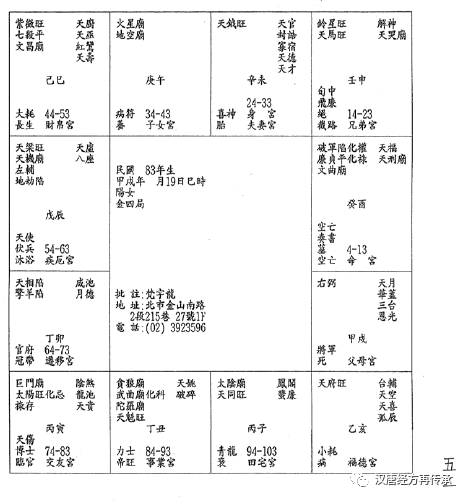 紫微旺 天廚
七殺平 天巫
文昌廟 紅鸞
天壽
己巳
大耗 44-53
長生 財帛宮
火星廟
地空廟
庚午
病符 34-43
養 子女宮
天鉞旺 天官
封誥
寡宿
天德
天才
辛未
24-33
喜神 身宮
胎 夫妻宮
鈴星旺 解神
天馬旺 天哭廟
壬申
旬中
飛廉
絕 14-23
截路 兄弟宮
天梁旺 天虛
天機廟 八座
左輔
地劫陷
戊辰
天使
伏兵 54-63
沐浴 疾厄宮
民國 83年生
甲戌年 月19日巳時
陽女
金四局
批 註:梵宇龍
地 址:北市金山南路
2段215巷 27號1F
電 話:(02) 3923596
破軍陷化權 天福
廉貞平化祿 天刑廟
文曲廟
癸酉
空亡
奏書
墓 4-13
空亡 命 宮
天相陷 咸池
擎羊陷 月德
丁卯
官府 64-73
冠帶 遷移宮
右弼 天月
華蓋
三台
恩光
甲戌
將軍
死 父母宮
巨門廟 陰煞
太陽旺化忌 龍池
祿存 天貴
丙寅
天傷
博士 74-83
臨官 交友宮
貪狼廟 天姚
武曲廟化科 破碎
陀羅廟
天魁旺
丁丑
力士 84-93
帝旺 事業宮
太陰廟 鳳閣
天同旺 蜚廉
丙子
青龍 94-103
衰 田宅宮
天府旺 台輔
天空
天喜
孤辰
乙亥
小耗
病 福德宮
五
汉唐经方再传承